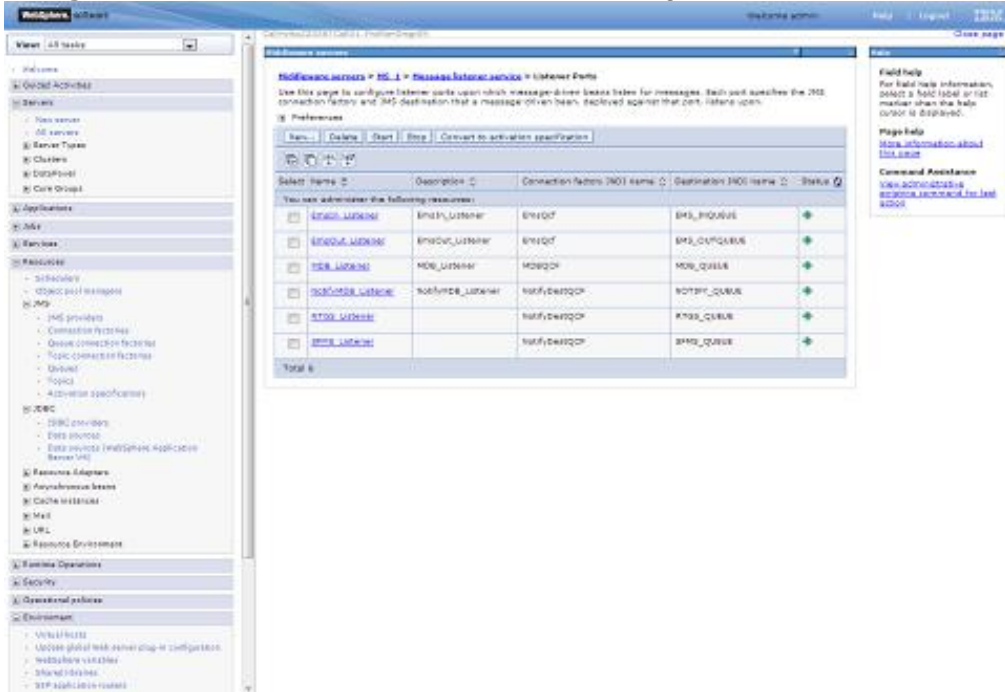 WebSphere. software
Welcome admin
Help | Logout
IBM
View: All tasks
Welcome
Guided Activities
Servers
New server
All servers
Server Types
Clusters
DataPower
Core Groups
Applications
Jobs
Services
Resources
Schedulers
Object pool managers
JMS
JMS providers
Connection factories
Queue connection factories
Topic connection factories
Queues
Topics
Activation specifications
JDBC
JDBC providers
Data sources
Data sources (WebSphere Application
Server V4)
Resource Adapters
Asynchronous beans
Cache instances
Mail
URL
Resource Environment
Runtime Operations
Security
Operational policies
Environment
Virtual hosts
Update global Web server plug-in configuration
WebSphere variables
Shared libraries
SIP application routers
Close page
Middleware servers
Middleware servers > MS_1 > Message listener service > Listener Ports
Use this page to configure listener ports upon which message-driven beans listen for messages. Each port specifies the JMS
connection factory and JMS destination that a message-driven bean, deployed against that port, listens upon.
Preferences
New... Delete Start Stop Convert to activation specification
Select Name Description Connection factory JNDI name Destination JNDI name Status
You can administer the following resources:
EmsIn_Listener EmsIn_Listener EmsQcf EMS_INQUEUE
EmsOut_Listener EmsOut_Listener EmsQcf EMS_OUTQUEUE
MDB_Listener MDB_Listener MDBQCF MDB_QUEUE
NotifyMDB_Listener NotifyMDB_Listener NotifyDestQCF NOTIFY_QUEUE
RTGS_Listener NotifyDestQCF RTGS_QUEUE
SFMS_Listener NotifyDestQCF SFMS_QUEUE
Total 6
Help
Field help
For field help information,
select a field label or list
marker when the help
cursor is displayed.
Page help
More information about
this page
Command Assistance
View administrative
scripting command for last
action